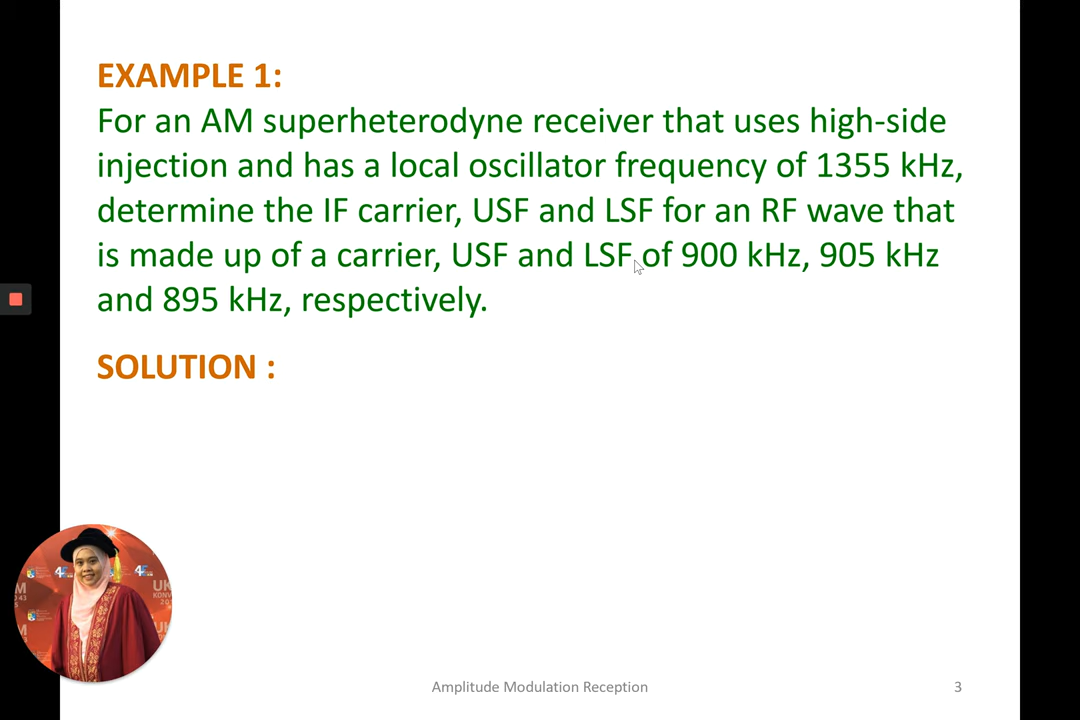 EXAMPLE 1:
For an AM superheterodyne receiver that uses high-side
injection and has a local oscillator frequency of 1355 kHz,
determine the IF carrier, USF and LSF for an RF wave that
is made up of a carrier, USF and LSF of 900 kHz, 905 kHz
and 895 kHz, respectively.
SOLUTION :
Amplitude Modulation Reception
3